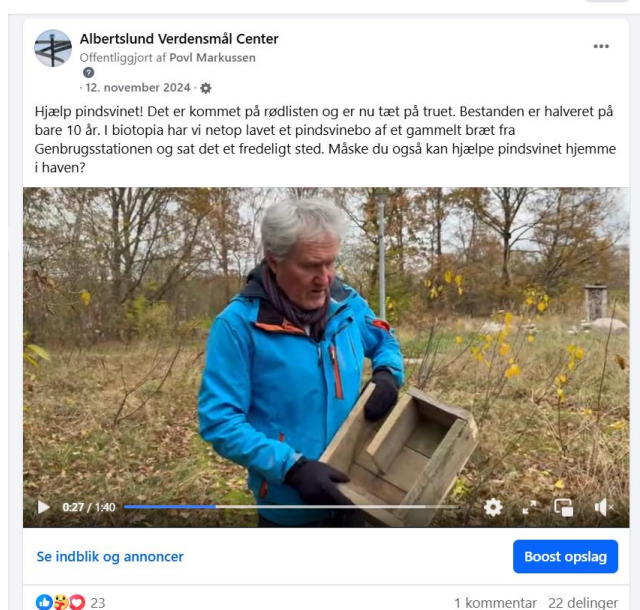 Albertslund Verdensmål Center
Offentliggjort af Povl Markussen
· 12. november 2024 ·
Hjælp pindsvinet! Det er kommet på rødlisten og er nu tæt på truet. Bestanden er halveret på
bare 10 år. I biotopia har vi netop lavet et pindsvinebo af et gammelt bræt fra
Genbrugsstationen og sat det et fredeligt sted. Måske du også kan hjælpe pindsvinet hjemme
i haven?
0:27 / 1:40
Se indblik og annoncer
Boost opslag
23
1 kommentar 22 delinger